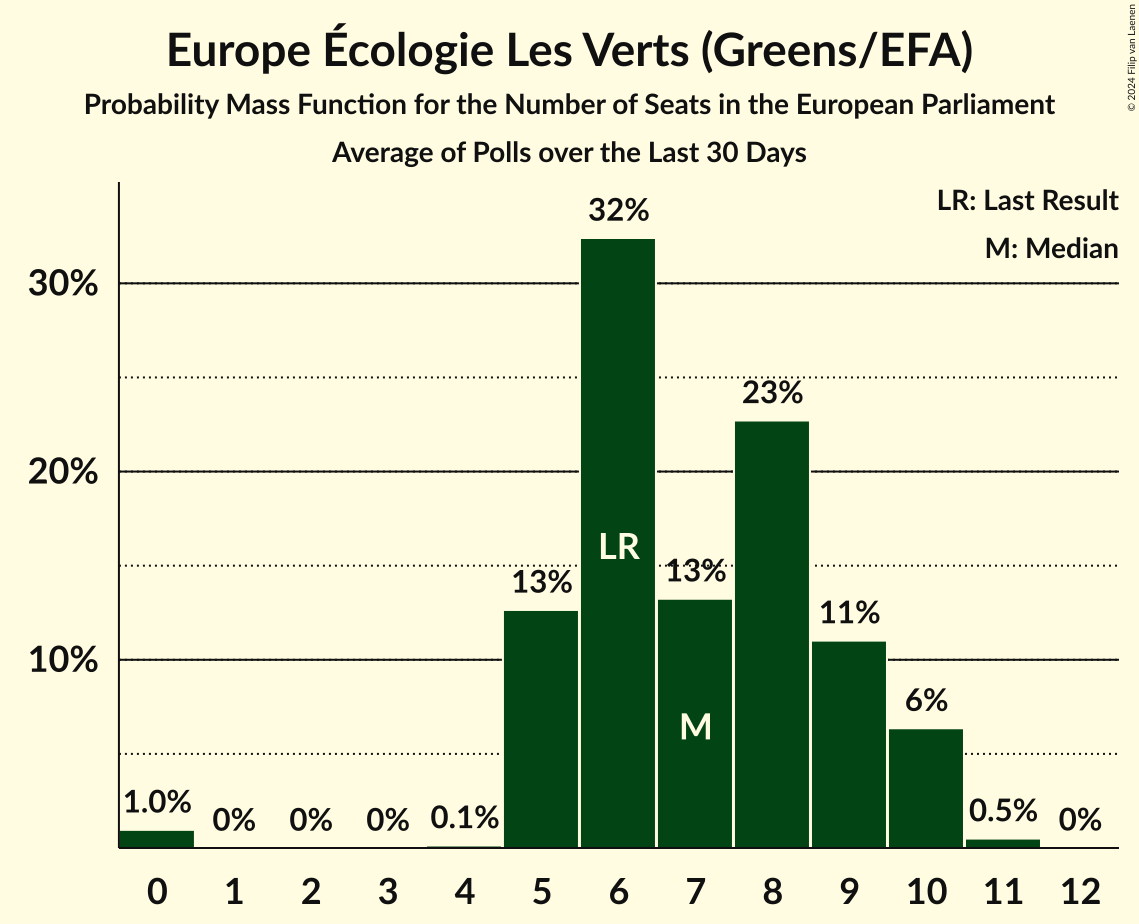 Europe Écologie Les Verts (Greens/EFA)
Probability Mass Function for the Number of Seats in the European Parliament
Average of Polls over the Last 30 Days
© 2024 Filip van Laenen
LR: Last Result
M: Median
30%
20%
10%
1.0%
0%
0%
0%
0.1%
13%
32%
13%
23%
11%
6%
0.5%
0%
LR
M
0 1 2 3 4 5 6 7 8 9 10 11 12